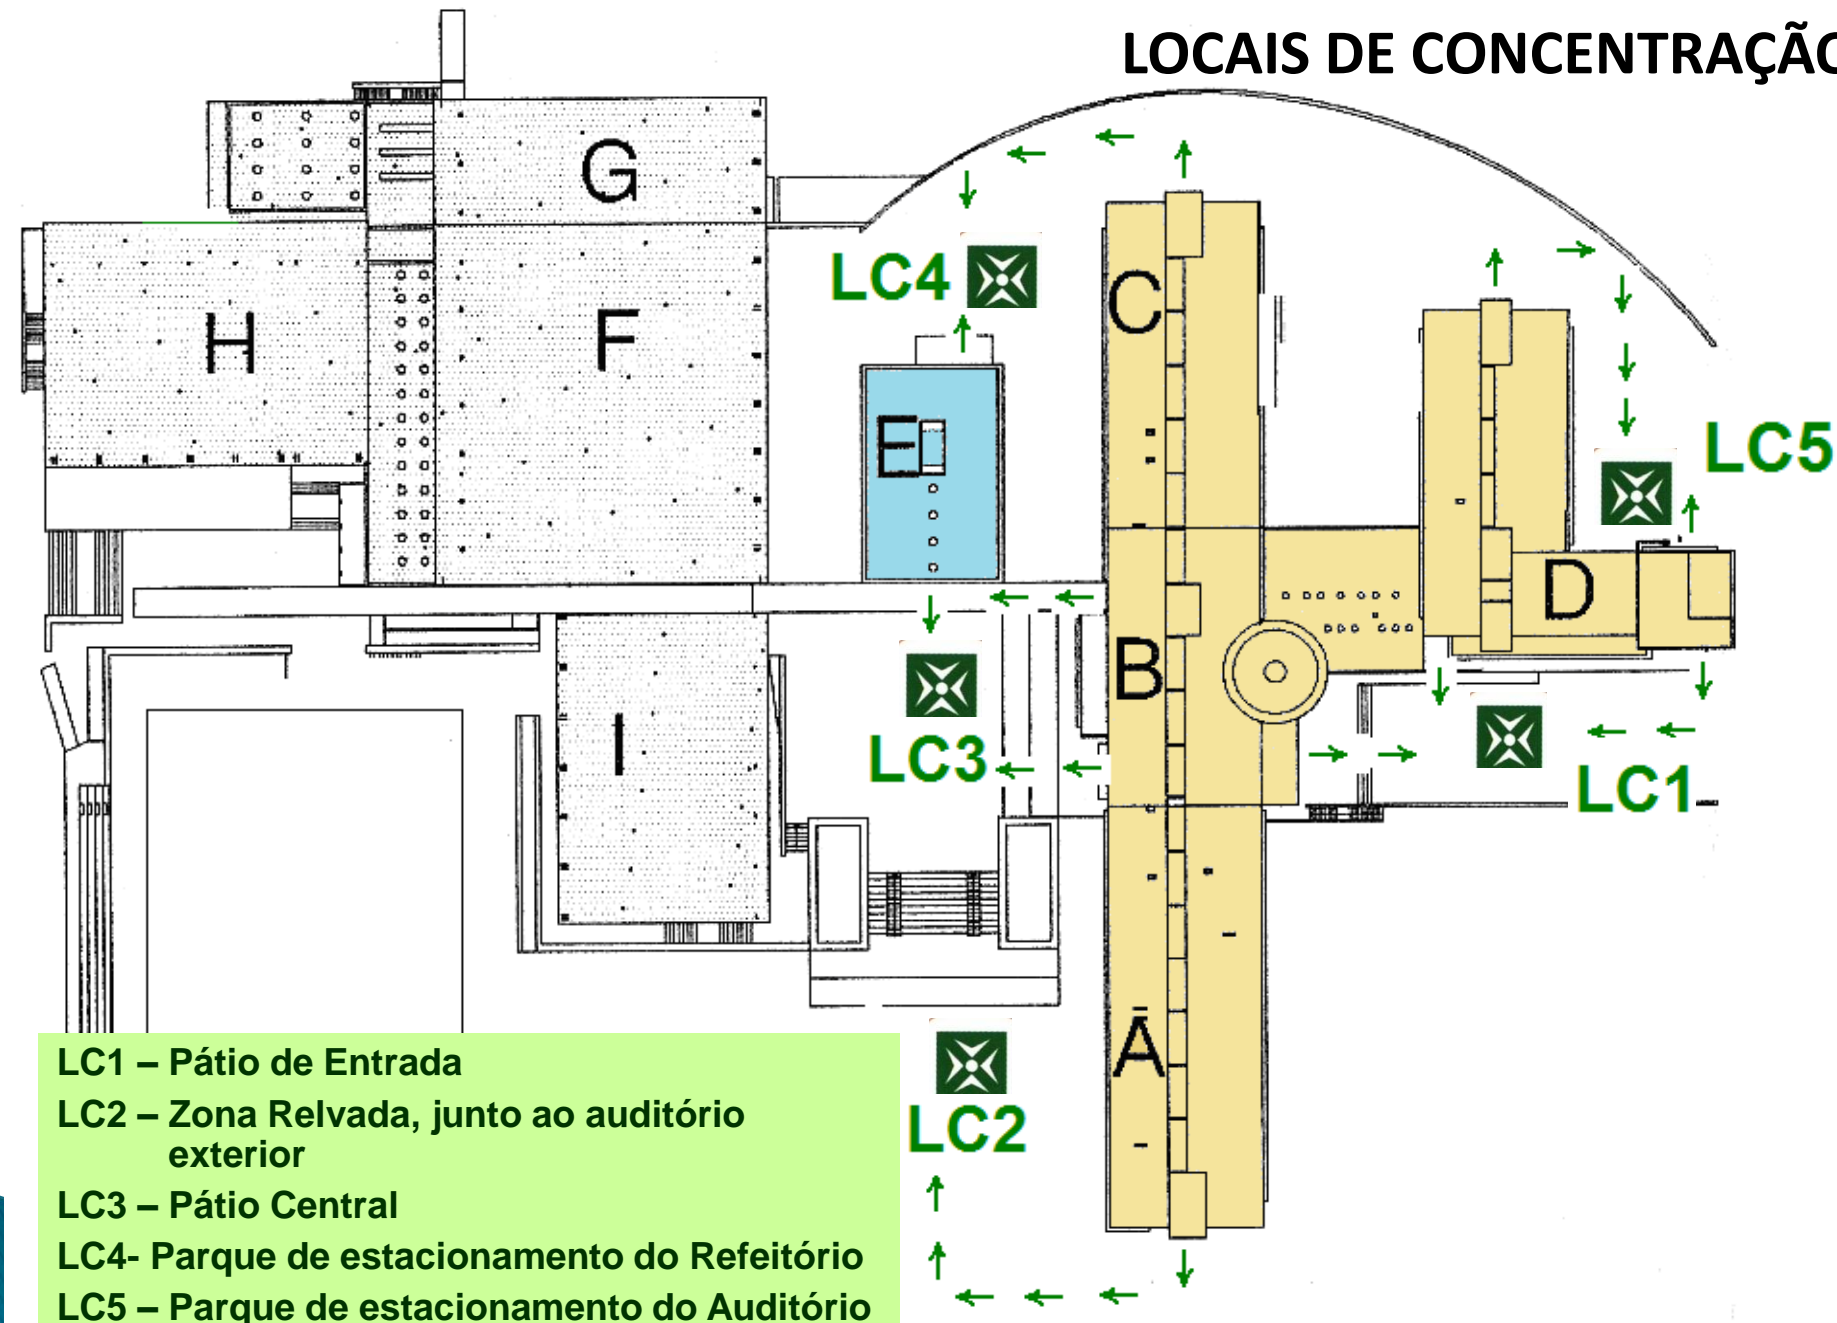 LOCAIS DE CONCENTRAÇÃO
G
LC4
C
H
F
E
LC5
D
B
I
LC3
LC1
A
LC2
LC1 – Pátio de Entrada
LC2 – Zona Relvada, junto ao auditório
exterior
LC3 – Pátio Central
LC4- Parque de estacionamento do Refeitório
LC5 – Parque de estacionamento do Auditório